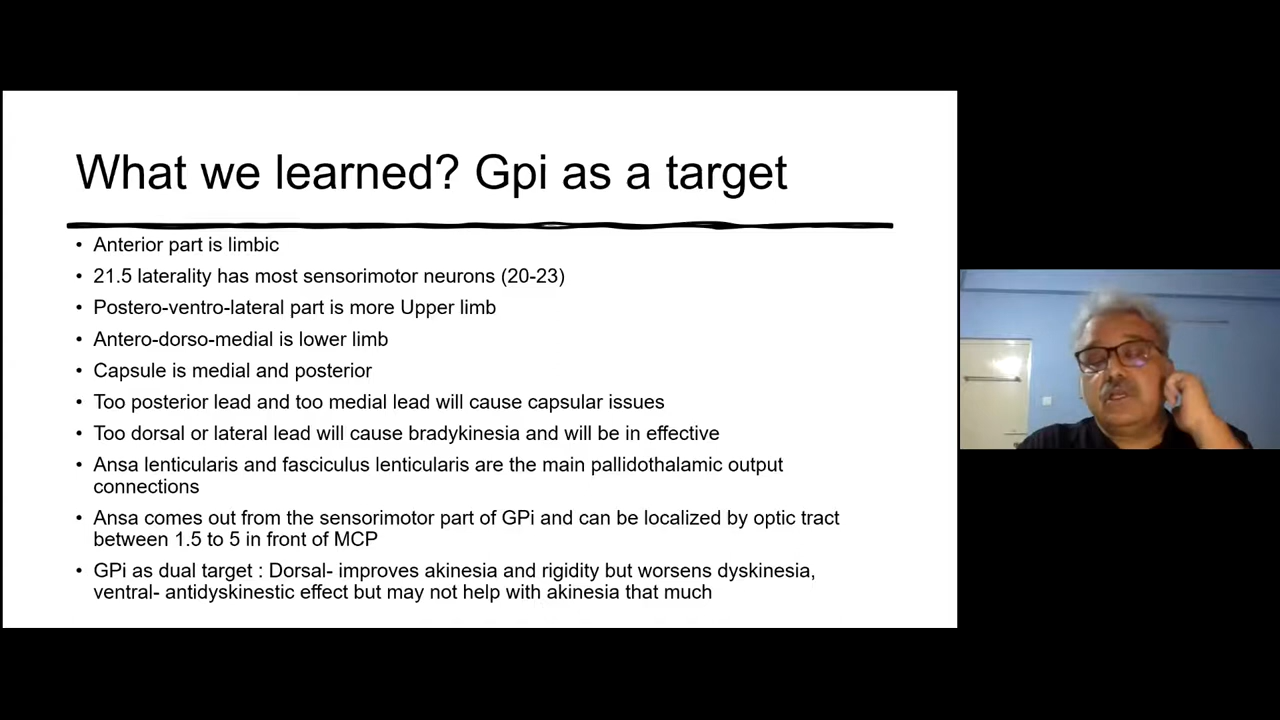 What we learned? Gpi as a target
• Anterior part is limbic
• 21.5 laterality has most sensorimotor neurons (20-23)
• Postero-ventro-lateral part is more Upper limb
• Antero-dorso-medial is lower limb
• Capsule is medial and posterior
• Too posterior lead and too medial lead will cause capsular issues
• Too dorsal or lateral lead will cause bradykinesia and will be in effective
• Ansa lenticularis and fasciculus lenticularis are the main pallidothalamic output
connections
• Ansa comes out from the sensorimotor part of GPi and can be localized by optic tract
between 1.5 to 5 in front of MCP
• GPi as dual target : Dorsal- improves akinesia and rigidity but worsens dyskinesia,
ventral- antidyskinestic effect but may not help with akinesia that much